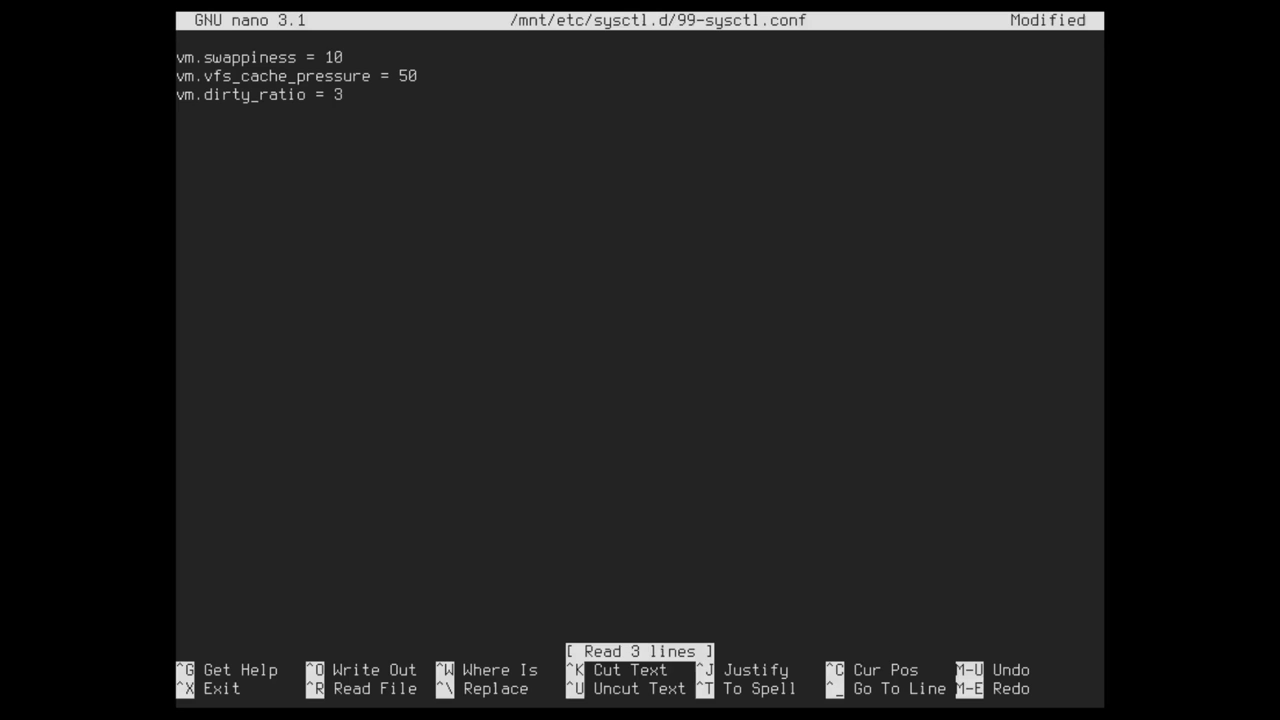 GNU nano 3.1 /mnt/etc/sysctl.d/99-sysctl.conf Modified
vm.swappiness = 10
vm.vfs_cache_pressure = 50
vm.dirty_ratio = 3
[ Read 3 lines ]
^G Get Help ^O Write Out ^W Where Is ^K Cut Text ^J Justify ^C Cur Pos M-U Undo
^X Exit ^R Read File ^\ Replace ^U Uncut Text ^T To Spell ^_ Go To Line M-E Redo